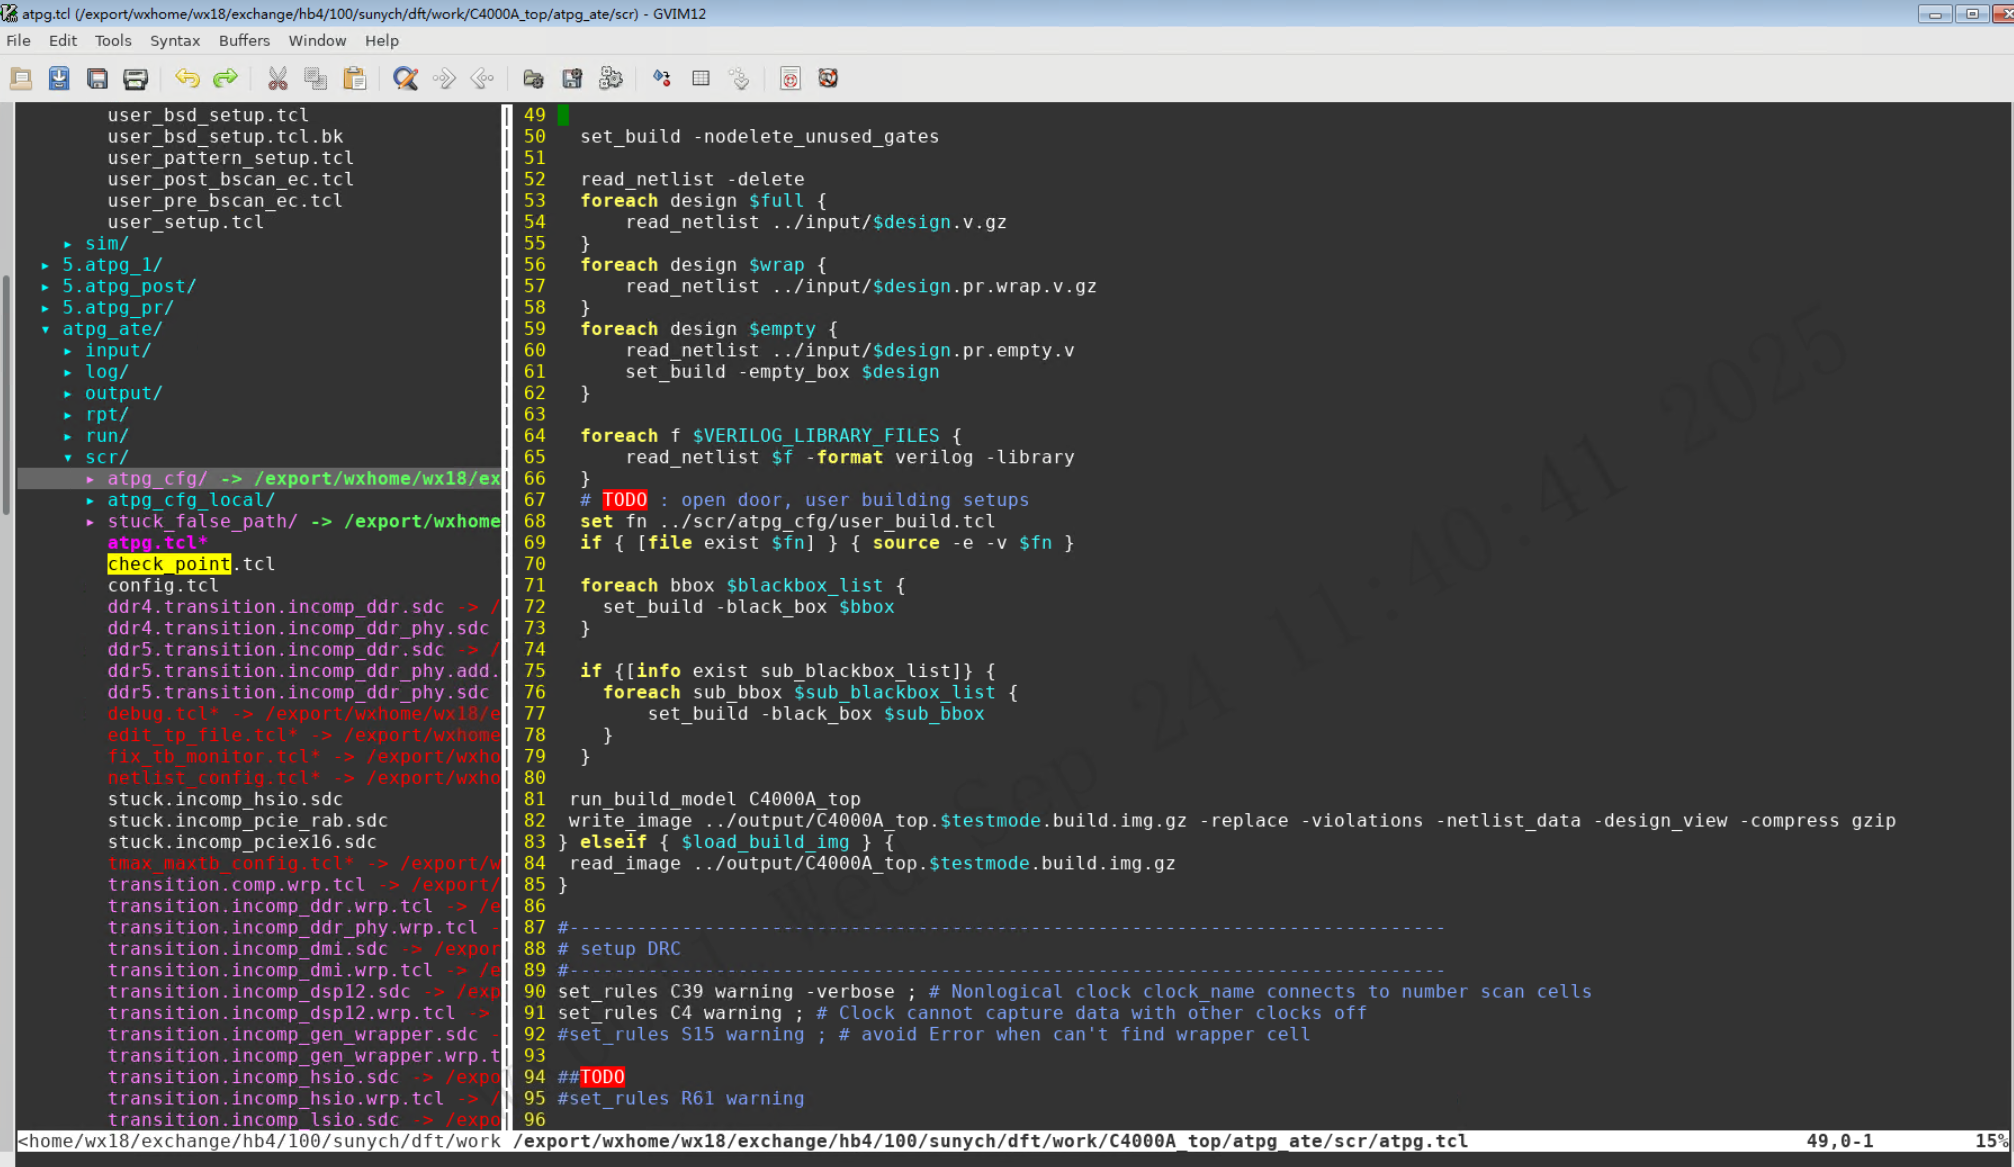 atpg.tcl (/export/wxhome/wx18/exchange/hb4/100/sunych/dft/work/C4000A_top/atpg_ate/scr) - GVIM12
File Edit Tools Syntax Buffers Window Help
user_bsd_setup.tcl
user_bsd_setup.tcl.bk
user_pattern_setup.tcl
user_post_bscan_ec.tcl
user_pre_bscan_ec.tcl
user_setup.tcl
▸ sim/
▸ 5.atpg_1/
▸ 5.atpg_post/
▸ 5.atpg_pr/
▾ atpg_ate/
▸ input/
▸ log/
▸ output/
▸ rpt/
▸ run/
▾ scr/
▸ atpg_cfg/ -> /export/wxhome/wx18/ex
▸ atpg_cfg_local/
▸ stuck_false_path/ -> /export/wxhome
atpg.tcl*
check_point.tcl
config.tcl
ddr4.transition.incomp_ddr.sdc -> /
ddr4.transition.incomp_ddr_phy.sdc
ddr5.transition.incomp_ddr.sdc -> /
ddr5.transition.incomp_ddr_phy.add.
ddr5.transition.incomp_ddr_phy.sdc
debug.tcl* -> /export/wxhome/wx18/e
edit_tp_file.tcl* -> /export/wxhome
fix_tb_monitor.tcl* -> /export/wxho
netlist_config.tcl* -> /export/wxho
stuck.incomp_hsio.sdc
stuck.incomp_pcie_rab.sdc
stuck.incomp_pciex16.sdc
tmax_maxtb_config.tcl* -> /export/w
transition.comp.wrp.tcl -> /export/
transition.incomp_ddr.wrp.tcl -> /e
transition.incomp_ddr_phy.wrp.tcl -
transition.incomp_dmi.sdc -> /expor
transition.incomp_dmi.wrp.tcl -> /e
transition.incomp_dsp12.sdc -> /exp
transition.incomp_dsp12.wrp.tcl ->
transition.incomp_gen_wrapper.sdc -
transition.incomp_gen_wrapper.wrp.t
transition.incomp_hsio.sdc -> /expo
transition.incomp_hsio.wrp.tcl -> /
transition.incomp_lsio.sdc -> /expo
49
50   set_build -nodelete_unused_gates
51
52   read_netlist -delete
53   foreach design $full {
54       read_netlist ../input/$design.v.gz
55   }
56   foreach design $wrap {
57       read_netlist ../input/$design.pr.wrap.v.gz
58   }
59   foreach design $empty {
60       read_netlist ../input/$design.pr.empty.v
61       set_build -empty_box $design
62   }
63
64   foreach f $VERILOG_LIBRARY_FILES {
65       read_netlist $f -format verilog -library
66   }
67   # TODO : open door, user building setups
68   set fn ../scr/atpg_cfg/user_build.tcl
69   if { [file exist $fn] } { source -e -v $fn }
70
71   foreach bbox $blackbox_list {
72     set_build -black_box $bbox
73   }
74
75   if {[info exist sub_blackbox_list]} {
76     foreach sub_bbox $sub_blackbox_list {
77         set_build -black_box $sub_bbox
78     }
79   }
80
81  run_build_model C4000A_top
82  write_image ../output/C4000A_top.$testmode.build.img.gz -replace -violations -netlist_data -design_view -compress gzip
83 } elseif { $load_build_img } {
84  read_image ../output/C4000A_top.$testmode.build.img.gz
85 }
86
87 #------------------------------------------------------------------------------
88 # setup DRC
89 #------------------------------------------------------------------------------
90 set_rules C39 warning -verbose ; # Nonlogical clock clock_name connects to number scan cells
91 set_rules C4 warning ; # Clock cannot capture data with other clocks off
92 #set_rules S15 warning ; # avoid Error when can't find wrapper cell
93
94 ##TODO
95 #set_rules R61 warning
96
<home/wx18/exchange/hb4/100/sunych/dft/work /export/wxhome/wx18/exchange/hb4/100/sunych/dft/work/C4000A_top/atpg_ate/scr/atpg.tcl 49,0-1 15%
Wed Sep 24 11:40:41 2025